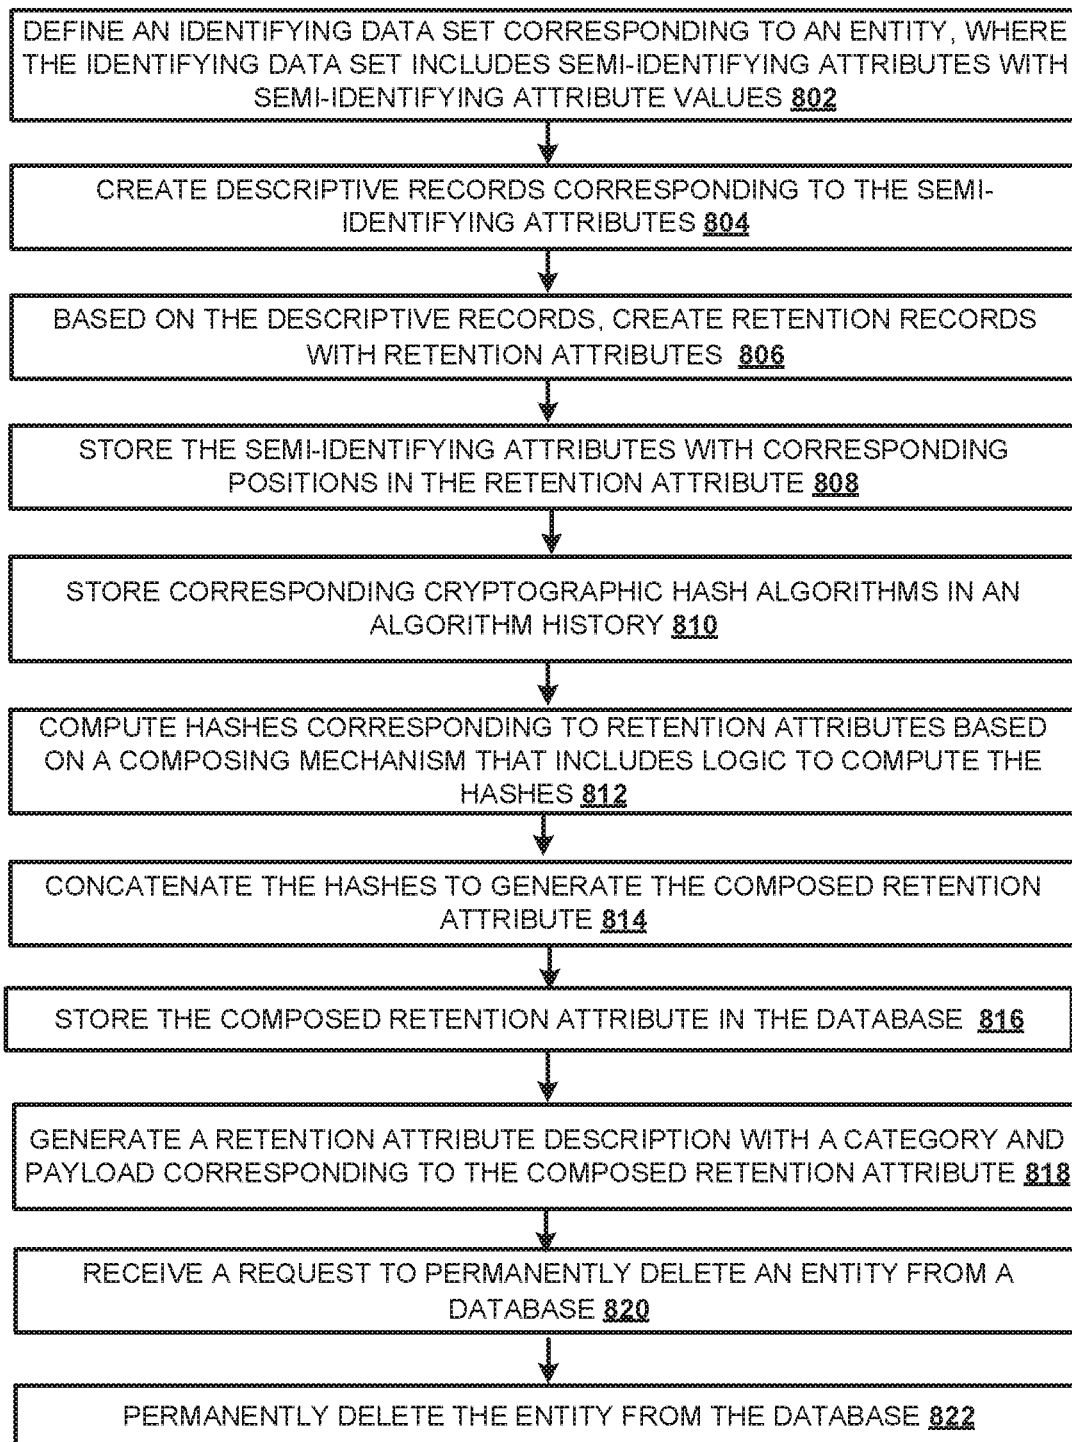 DEFINE AN IDENTIFYING DATA SET CORRESPONDING TO AN ENTITY, WHERE
THE IDENTIFYING DATA SET INCLUDES SEMI-IDENTIFYING ATTRIBUTES WITH
SEMI-IDENTIFYING ATTRIBUTE VALUES 802
CREATE DESCRIPTIVE RECORDS CORRESPONDING TO THE SEMI-
IDENTIFYING ATTRIBUTES 804
BASED ON THE DESCRIPTIVE RECORDS, CREATE RETENTION RECORDS
WITH RETENTION ATTRIBUTES 806
STORE THE SEMI-IDENTIFYING ATTRIBUTES WITH CORRESPONDING
POSITIONS IN THE RETENTION ATTRIBUTE 808
STORE CORRESPONDING CRYPTOGRAPHIC HASH ALGORITHMS IN AN
ALGORITHM HISTORY 810
COMPUTE HASHES CORRESPONDING TO RETENTION ATTRIBUTES BASED
ON A COMPOSING MECHANISM THAT INCLUDES LOGIC TO COMPUTE THE
HASHES 812
CONCATENATE THE HASHES TO GENERATE THE COMPOSED RETENTION
ATTRIBUTE 814
STORE THE COMPOSED RETENTION ATTRIBUTE IN THE DATABASE 816
GENERATE A RETENTION ATTRIBUTE DESCRIPTION WITH A CATEGORY AND
PAYLOAD CORRESPONDING TO THE COMPOSED RETENTION ATTRIBUTE 818
RECEIVE A REQUEST TO PERMANENTLY DELETE AN ENTITY FROM A
DATABASE 820
PERMANENTLY DELETE THE ENTITY FROM THE DATABASE 822